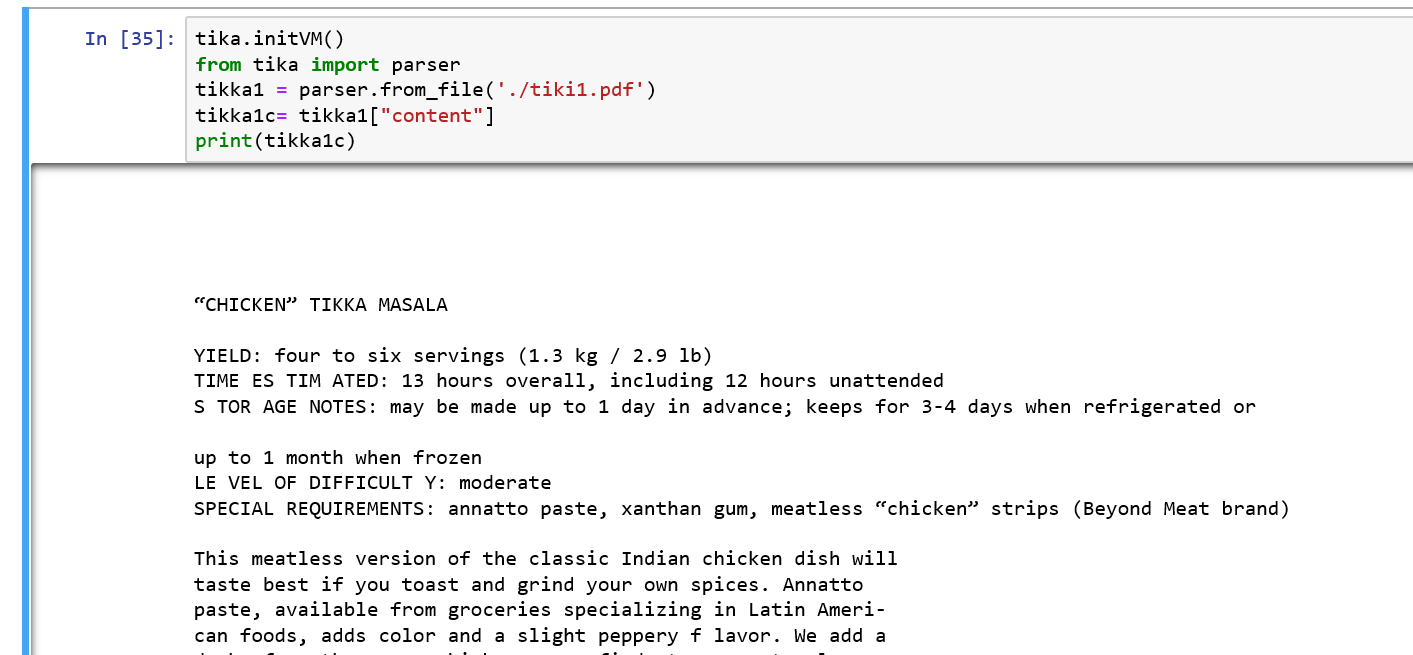 In [35]: tika.initVM()
from tika import parser
tikka1 = parser.from_file('./tiki1.pdf')
tikka1c= tikka1["content"]
print(tikka1c)
“CHICKEN” TIKKA MASALA
YIELD: four to six servings (1.3 kg / 2.9 lb)
TIME ES TIM ATED: 13 hours overall, including 12 hours unattended
S TOR AGE NOTES: may be made up to 1 day in advance; keeps for 3-4 days when refrigerated or
up to 1 month when frozen
LE VEL OF DIFFICULT Y: moderate
SPECIAL REQUIREMENTS: annatto paste, xanthan gum, meatless “chicken” strips (Beyond Meat brand)
This meatless version of the classic Indian chicken dish will
taste best if you toast and grind your own spices. Annatto
paste, available from groceries specializing in Latin Ameri-
can foods, adds color and a slight peppery f lavor. We add a